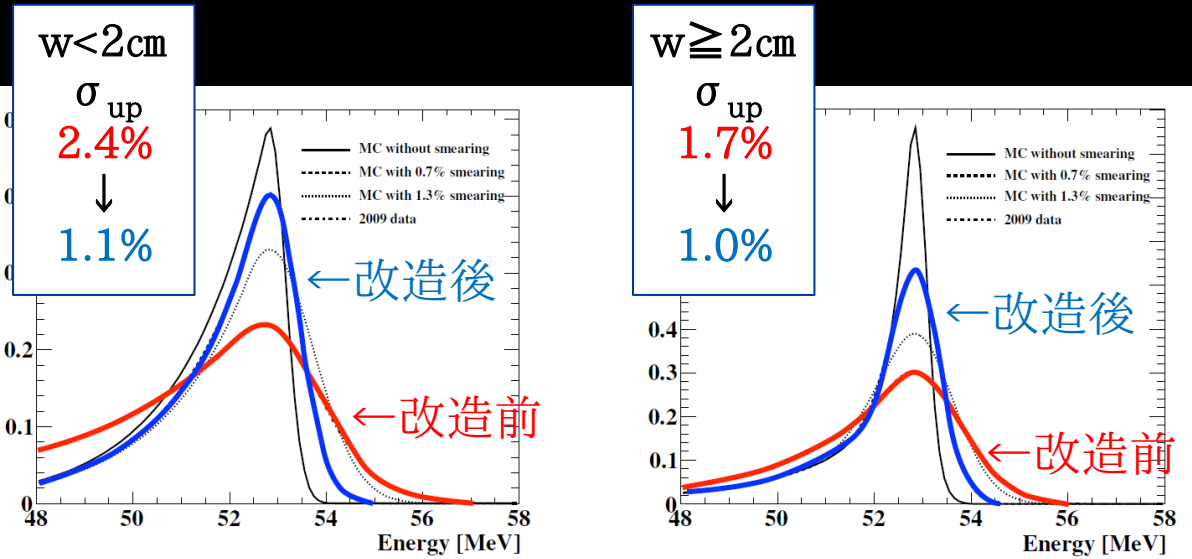 w<2cm
σup
2.4%
↓
1.1%
MC without smearing
MC with 0.7% smearing
MC with 1.3% smearing
2009 data
←改造後
←改造前
0.2
0.1
0
48
50
52
54
56
58
Energy [MeV]
w≧2cm
σup
1.7%
↓
1.0%
MC without smearing
MC with 0.7% smearing
MC with 1.3% smearing
2009 data
←改造後
←改造前
0.4
0.3
0.2
0.1
0
48
50
52
54
56
58
Energy [MeV]